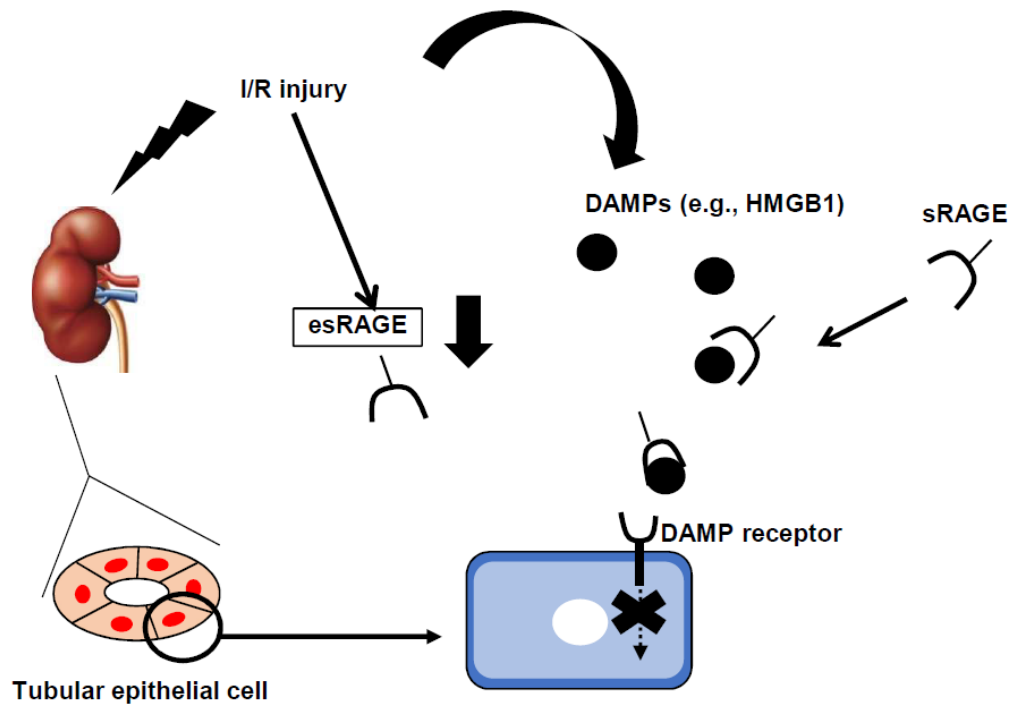 I/R injury
DAMPs (e.g., HMGB1)
sRAGE
esRAGE
DAMP receptor
Tubular epithelial cell